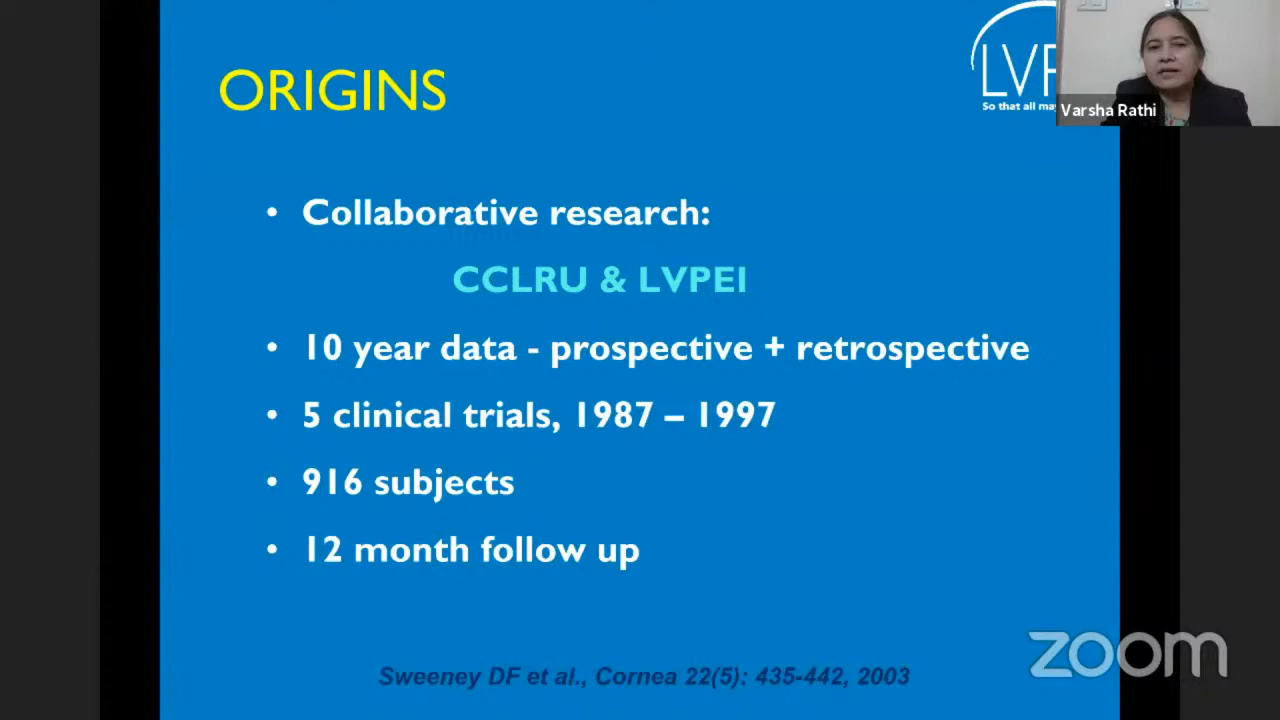 ORIGINS
LVP
So that all may
Varsha Rathi
• Collaborative research:
CCLRU & LVPEI
• 10 year data - prospective + retrospective
• 5 clinical trials, 1987 – 1997
• 916 subjects
• 12 month follow up
zoom
Sweeney DF et al., Cornea 22(5): 435-442, 2003